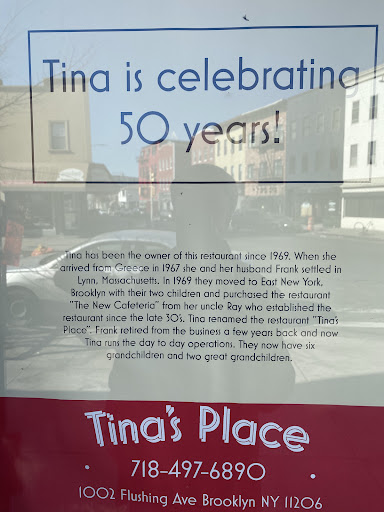 Tina is celebrating
50 years!
Tina has been the owner of this restaurant since 1969. When she
arrived from Greece in 1967 she and her husband Frank settled in
Lynn, Massachusetts. In 1969 they moved to East New York,
Brooklyn with their two children and purchased the restaurant
"The New Cafeteria" from her uncle Ray who established the
restaurant since the late 30's. Tina renamed the restaurant "Tina's
Place". Frank retired from the business a few years back and now
Tina runs the day to day operations. They now have six
grandchildren and two great grandchildren.
Tina's Place
· 718-497-6890 ·
1002 Flushing Ave Brooklyn NY 11206